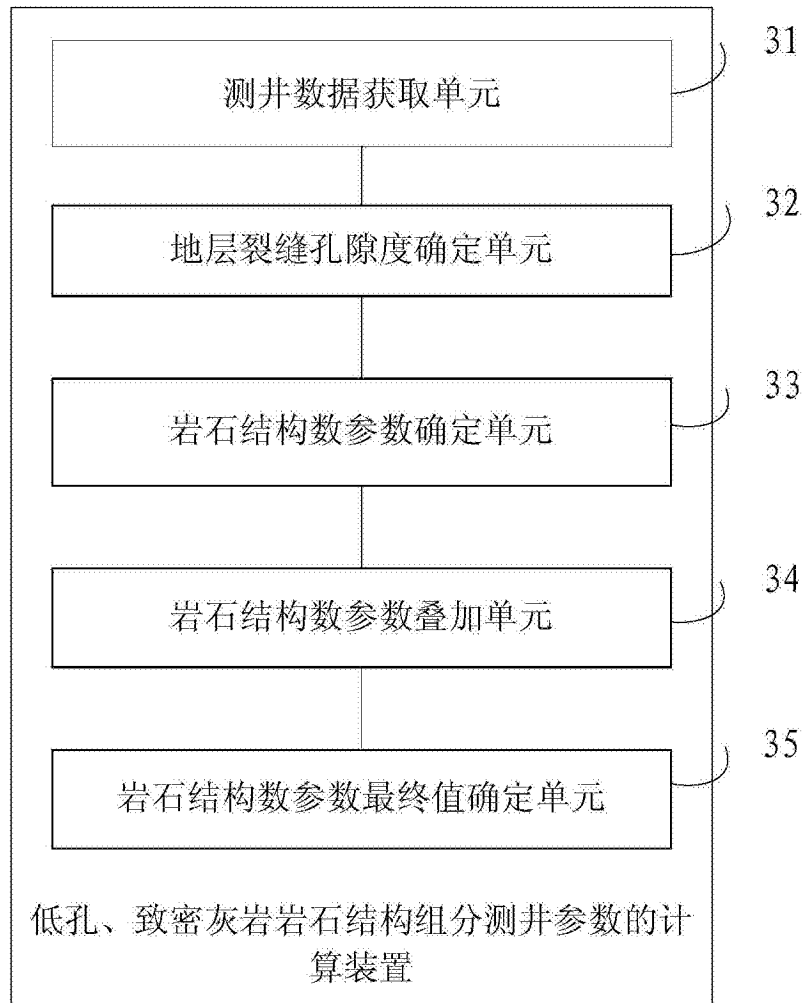 31
测井数据获取单元
32
地层裂缝孔隙度确定单元
33
岩石结构数参数确定单元
34
岩石结构数参数叠加单元
35
岩石结构数参数最终值确定单元
低孔、致密灰岩岩石结构组分测井参数的计
算装置